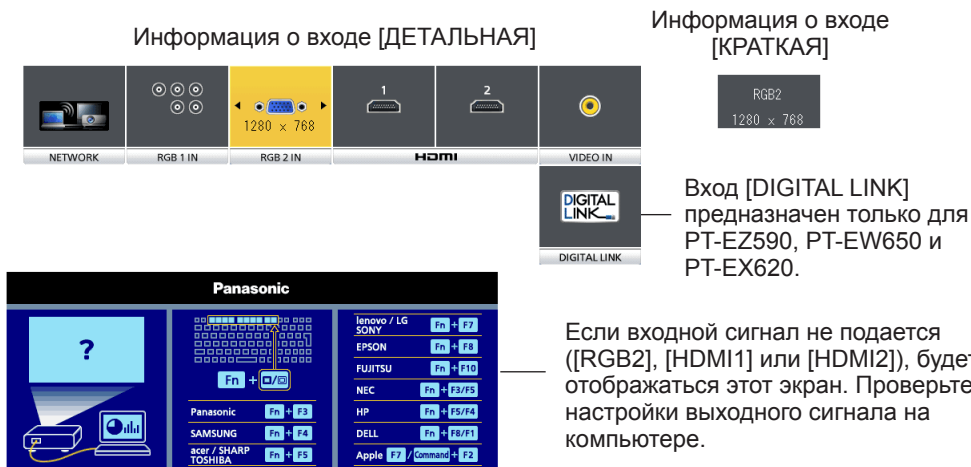 Информация о входе [ДЕТАЛЬНАЯ]
Информация о входе
[КРАТКАЯ]
1
2
1280 × 768
NETWORK
RGB 1 IN
RGB 2 IN
HDMI
VIDEO IN
RGB2
1280 × 768
DIGITAL
LINK
DIGITAL LINK
Вход [DIGITAL LINK]
предназначен только для
PT-EZ590, PT-EW650 и
PT-EX620.
Panasonic
?
Fn +
Panasonic Fn + F3
SAMSUNG Fn + F4
acer / SHARP
TOSHIBA Fn + F5
lenovo / LG
SONY Fn + F7
EPSON Fn + F8
FUJITSU Fn + F10
NEC Fn + F3/F5
HP Fn + F5/F4
DELL Fn + F8/F1
Apple F7 / Command + F2
Если входной сигнал не подается
([RGB2], [HDMI1] или [HDMI2]), будет
отображаться этот экран. Проверьте
настройки выходного сигнала на
компьютере.